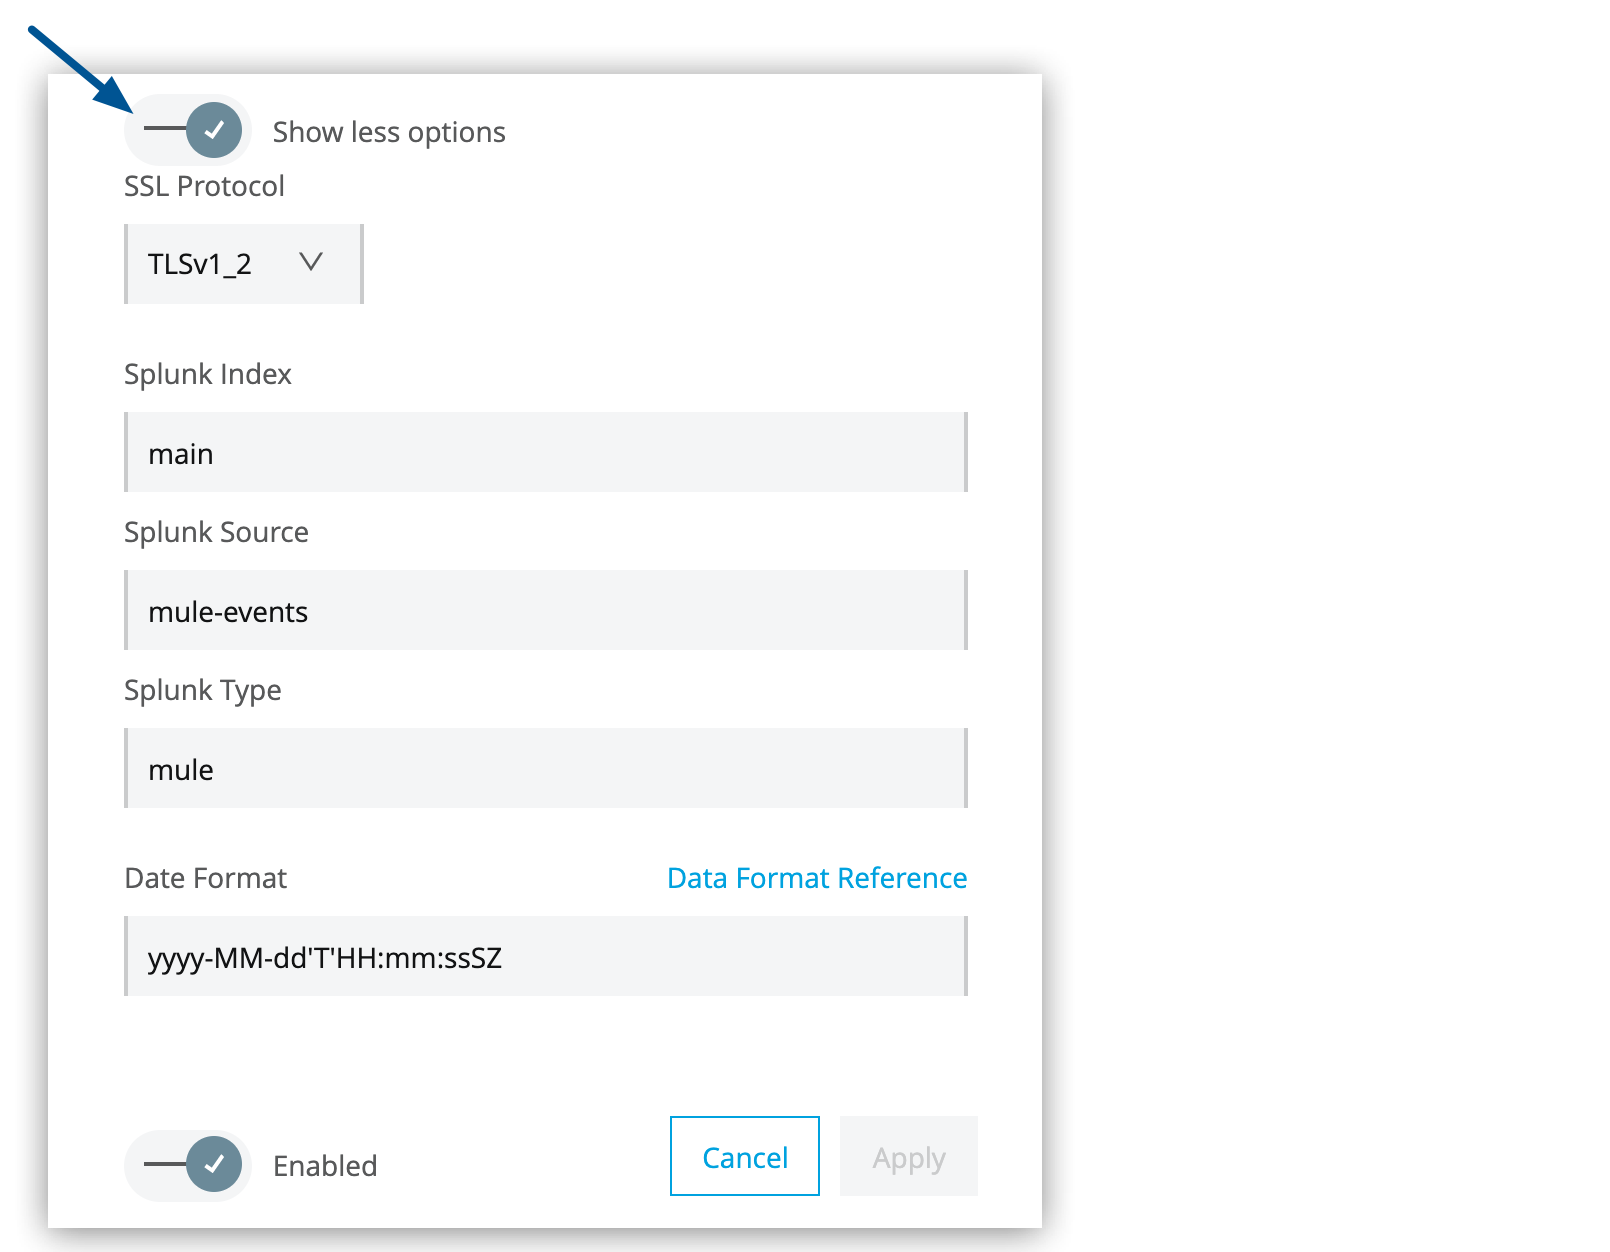 Show less options
SSL Protocol
TLSv1_2
Splunk Index
main
Splunk Source
mule-events
Splunk Type
mule
Date Format
Data Format Reference
yyyy-MM-dd'T'HH:mm:ssSZ
Enabled
Cancel
Apply